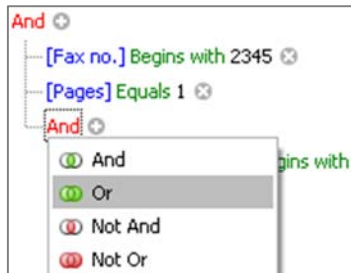 And
[Fax no.] Begins with 2345
[Pages] Equals 1
And
And
gins with
Or
Not And
Not Or